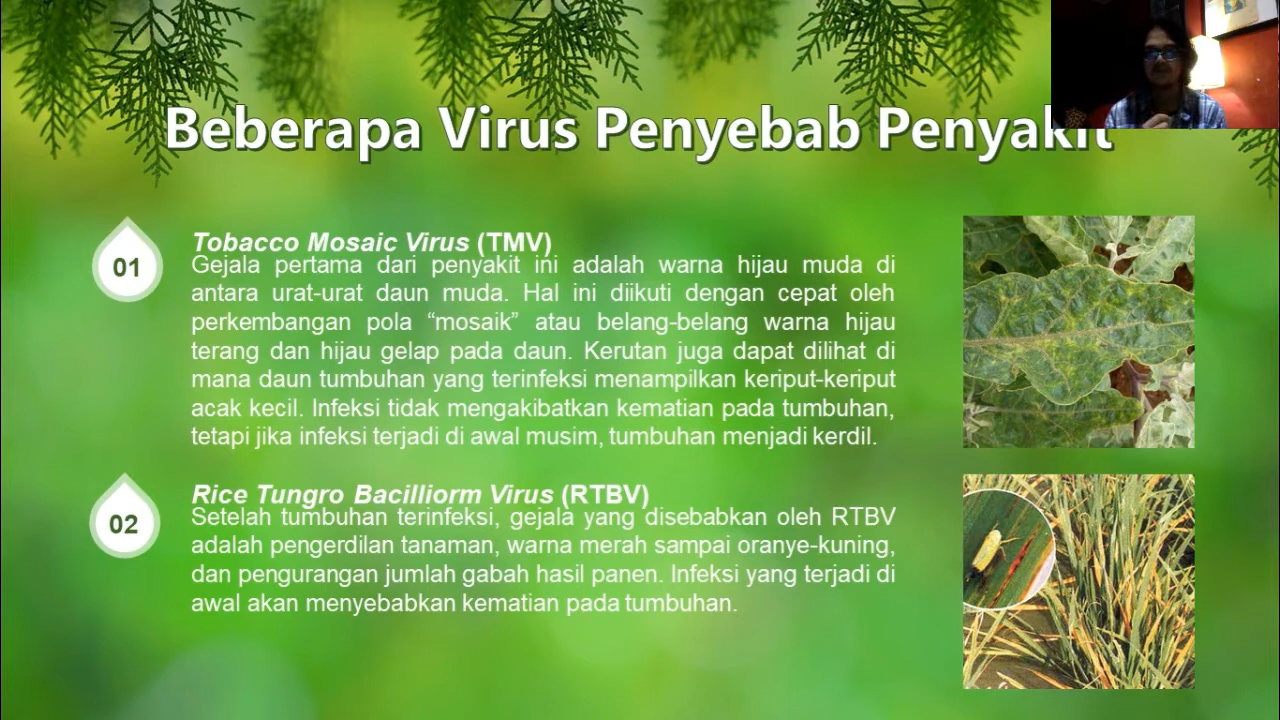 Beberapa Virus Penyebab Penyakit
01
Tobacco Mosaic Virus (TMV)
Gejala pertama dari penyakit ini adalah warna hijau muda di
antara urat-urat daun muda. Hal ini diikuti dengan cepat oleh
perkembangan pola “mosaik” atau belang-belang warna hijau
terang dan hijau gelap pada daun. Kerutan juga dapat dilihat di
mana daun tumbuhan yang terinfeksi menampilkan keriput-keriput
acak kecil. Infeksi tidak mengakibatkan kematian pada tumbuhan,
tetapi jika infeksi terjadi di awal musim, tumbuhan menjadi kerdil.
02
Rice Tungro Bacilliorm Virus (RTBV)
Setelah tumbuhan terinfeksi, gejala yang disebabkan oleh RTBV
adalah pengerdilan tanaman, warna merah sampai oranye-kuning,
dan pengurangan jumlah gabah hasil panen. Infeksi yang terjadi di
awal akan menyebabkan kematian pada tumbuhan.